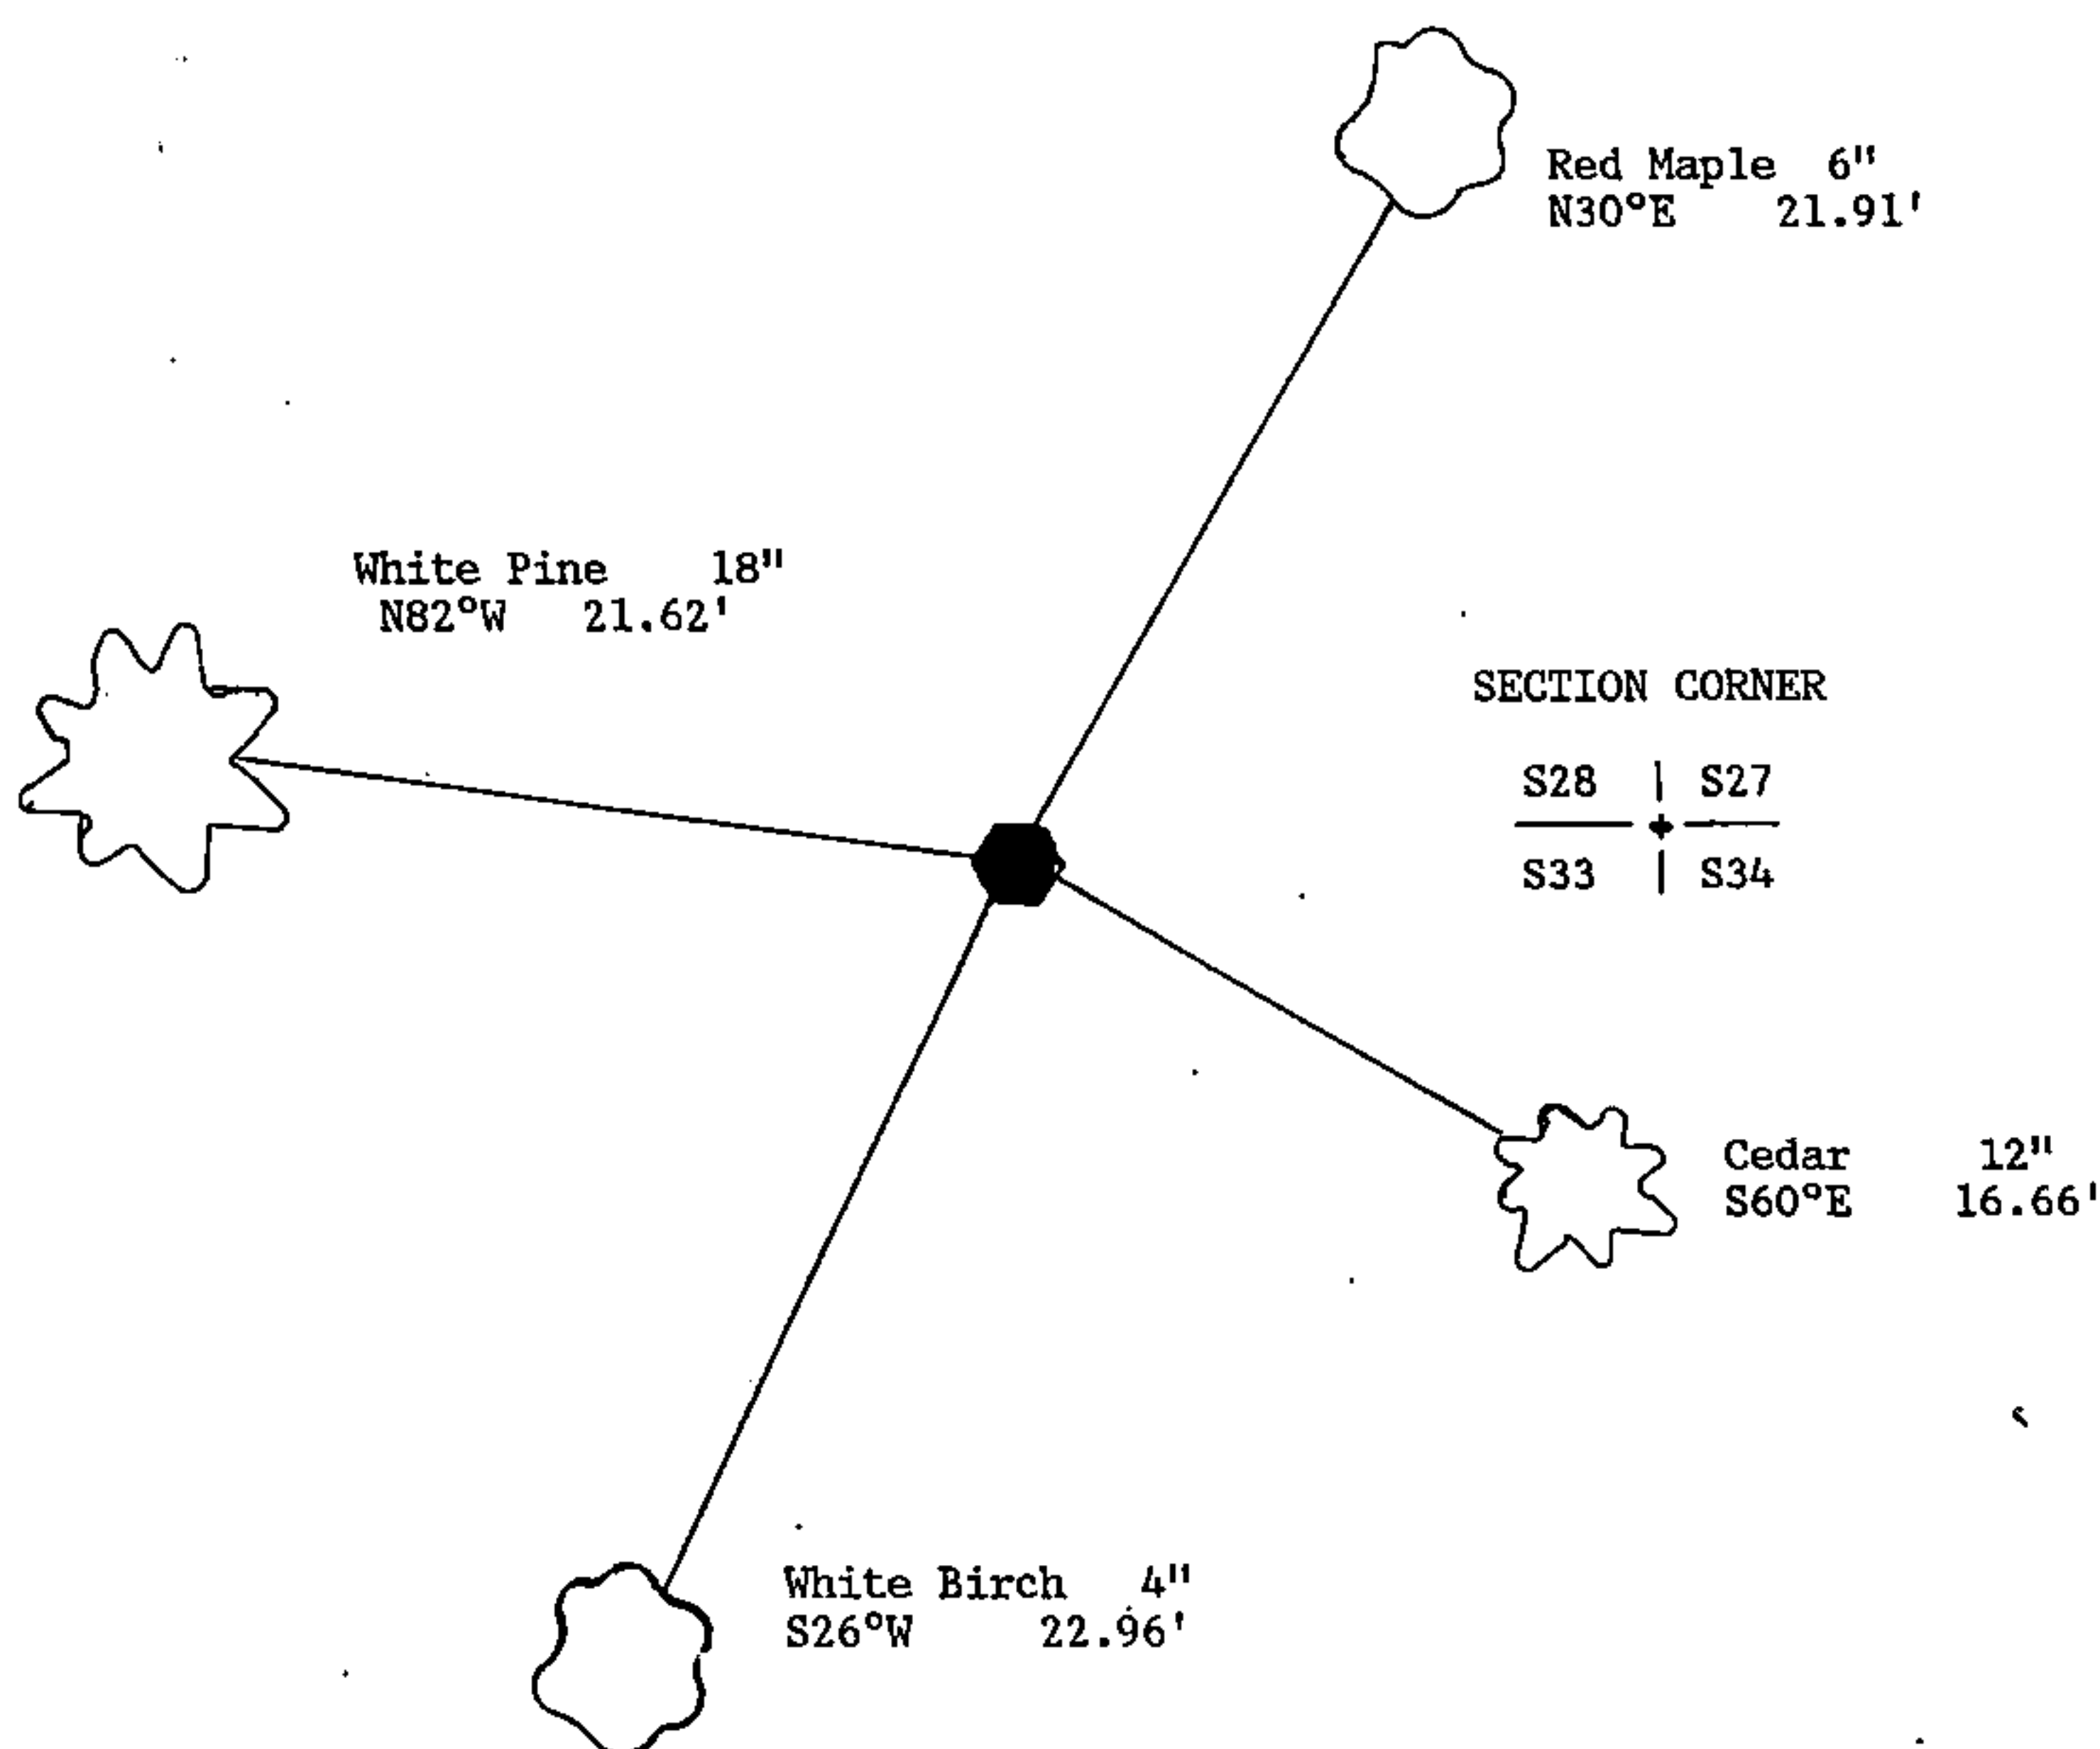 Red Maple 6"
N30°E 21.91'
White Pine 18"
N82°W 21.62'
SECTION CORNER
S28 | S27
S33 | S34
Cedar 12"
S60°E 16.66'
White Birch 4"
S26°W 22.96'